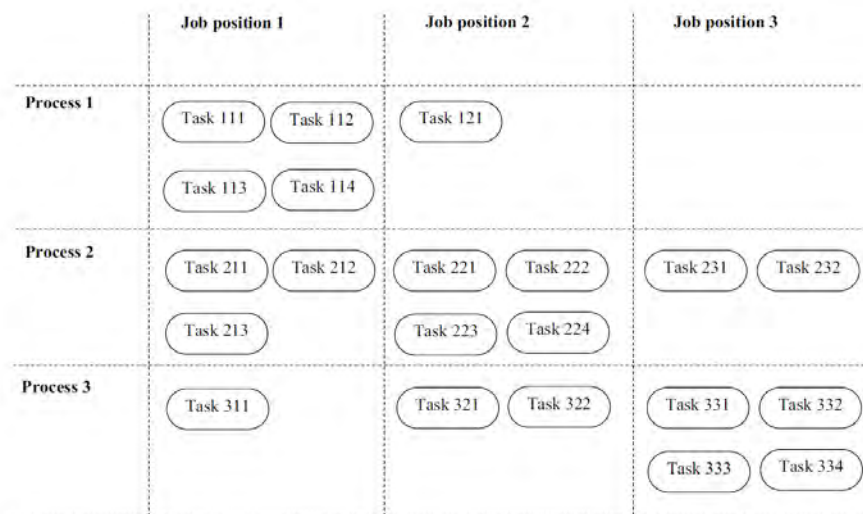 Job position 1 Job position 2 Job position 3
Process 1
Task 111 Task 112 Task 121
Task 113 Task 114
Process 2
Task 211 Task 212 Task 221 Task 222 Task 231 Task 232
Task 213 Task 223 Task 224
Process 3
Task 311 Task 321 Task 322 Task 331 Task 332
Task 333 Task 334